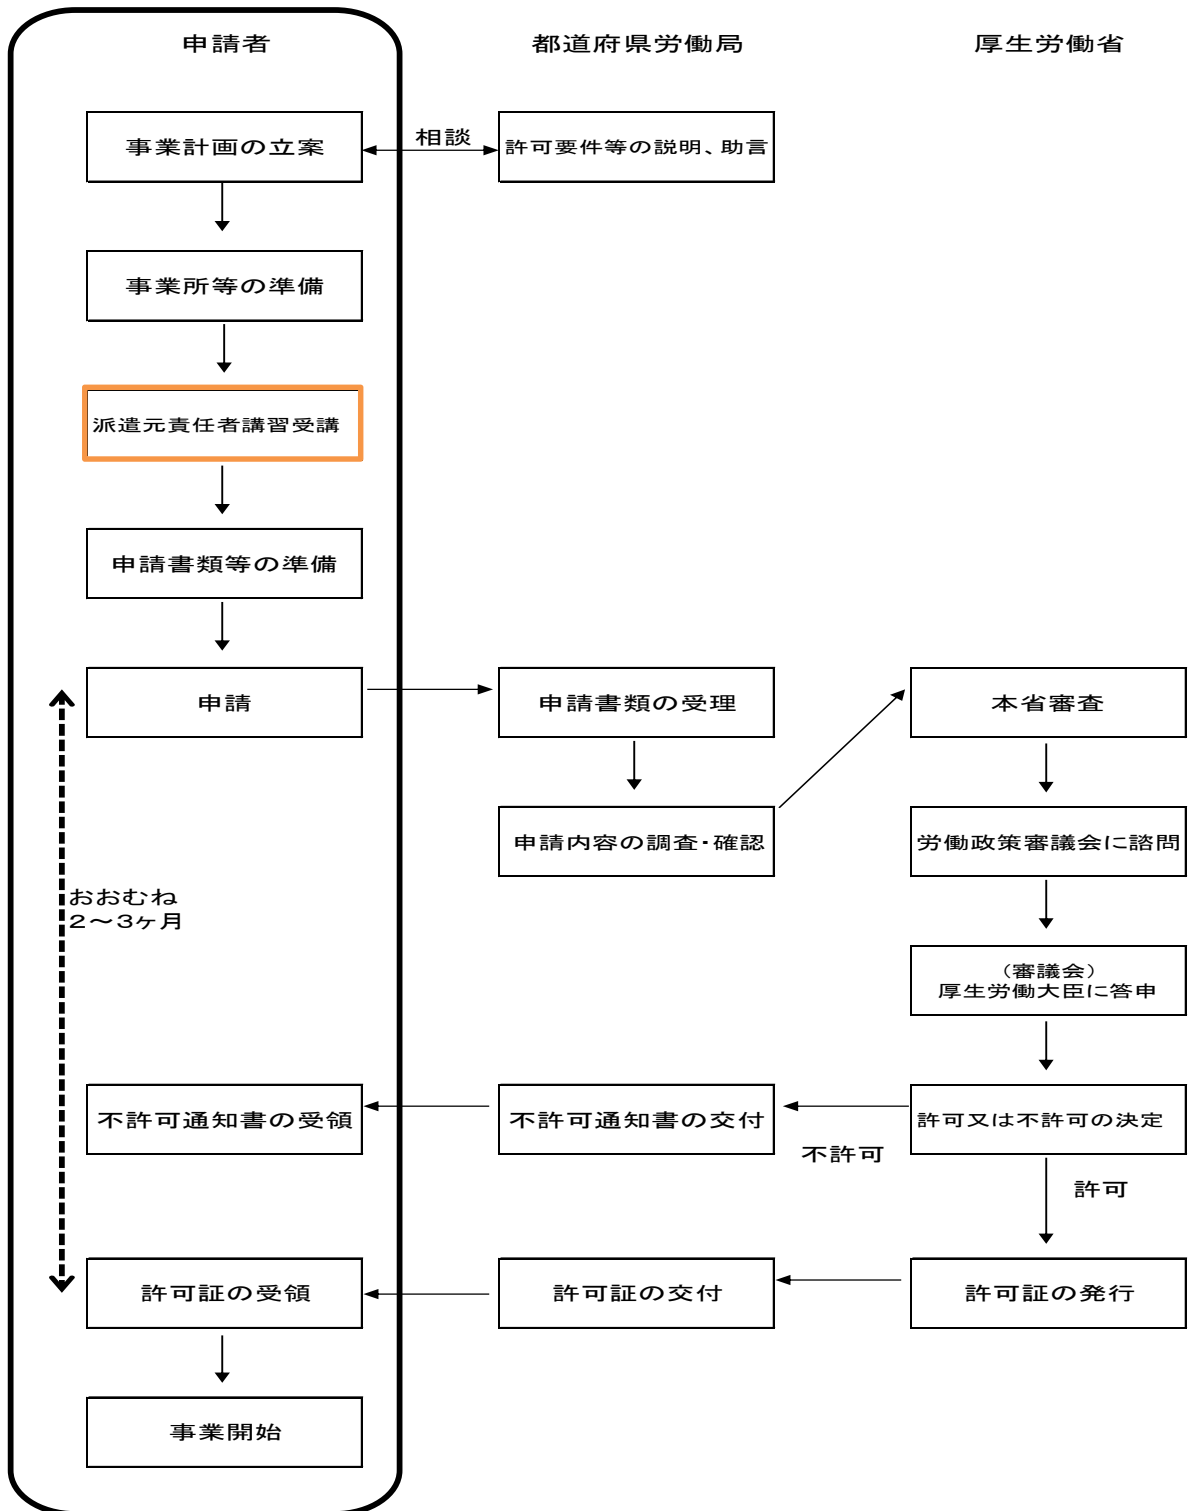 申請者
都道府県労働局
厚生労働省
事業計画の立案
相談
許可要件等の説明、助言
事業所等の準備
派遣元責任者講習受講
申請書類等の準備
申請
申請書類の受理
本省審査
申請内容の調査・確認
労働政策審議会に諮問
おおむね
2～3ヶ月
（審議会）
厚生労働大臣に答申
不許可通知書の受領
不許可通知書の交付
許可又は不許可の決定
不許可
許可
許可証の受領
許可証の交付
許可証の発行
事業開始